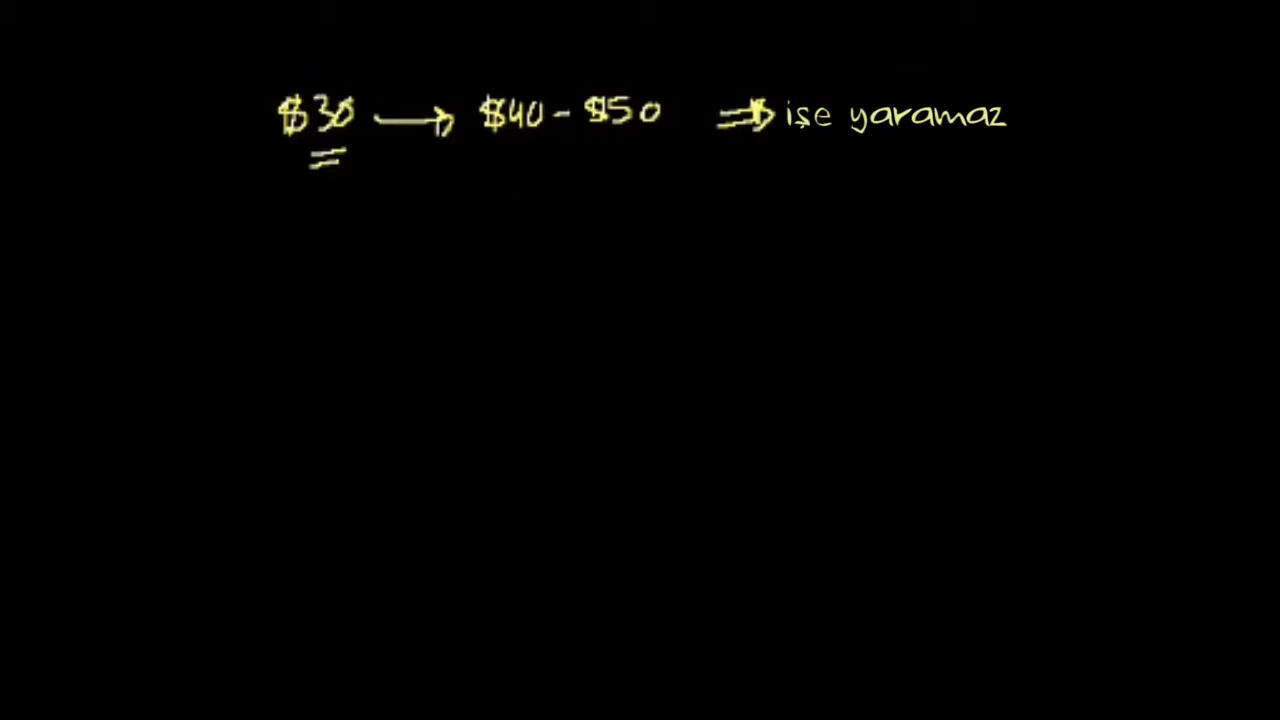 $30 → $40 - $50 ⇒ işe yaramaz